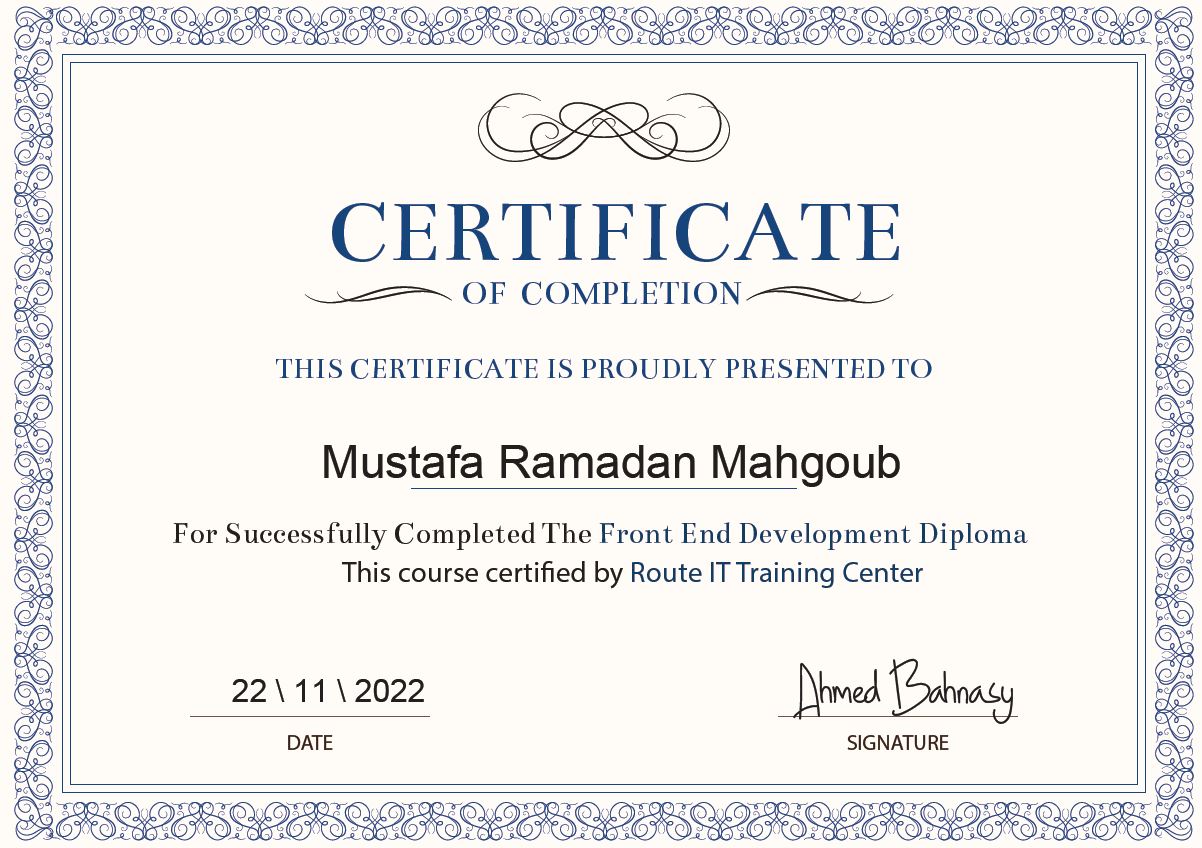 CERTIFICATE
OF COMPLETION
THIS CERTIFICATE IS PROUDLY PRESENTED TO
Mustafa Ramadan Mahgoub
For Successfully Completed The Front End Development Diploma
This course certified by Route IT Training Center
22 \ 11 \ 2022
Ahmed Bahnasy
DATE
SIGNATURE